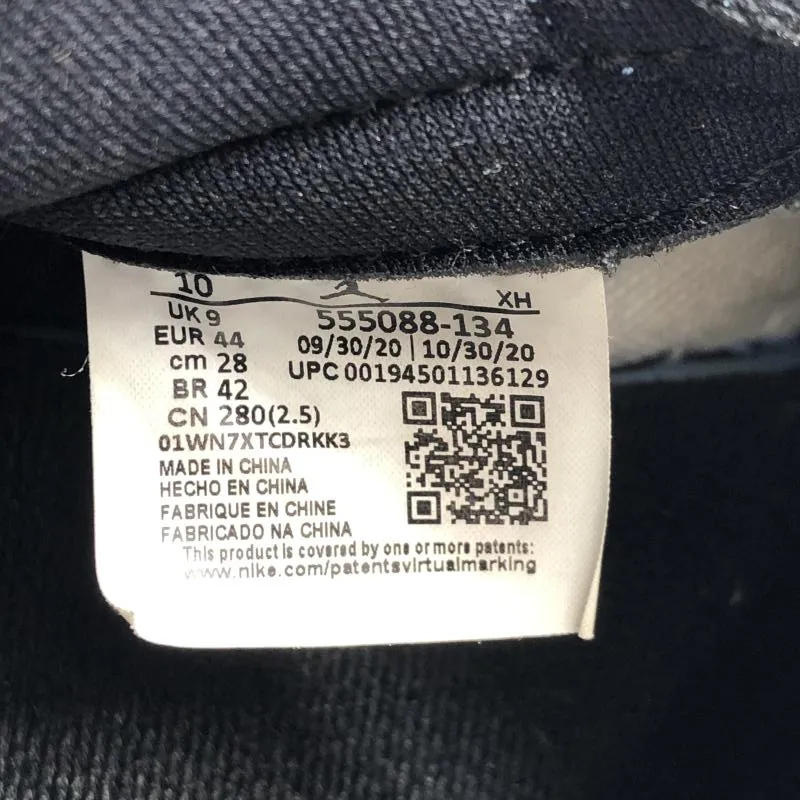 10
XH
UK 9
555088-134
EUR 44
09/30/20 | 10/30/20
cm 28
UPC 00194501136129
BR 42
CN 280(2.5)
01WN7XTCDRKK3
MADE IN CHINA
HECHO EN CHINA
FABRIQUE EN CHINE
FABRICADO NA CHINA
This product is covered by one or more patents:
www.nike.com/patentsvirtualmarking